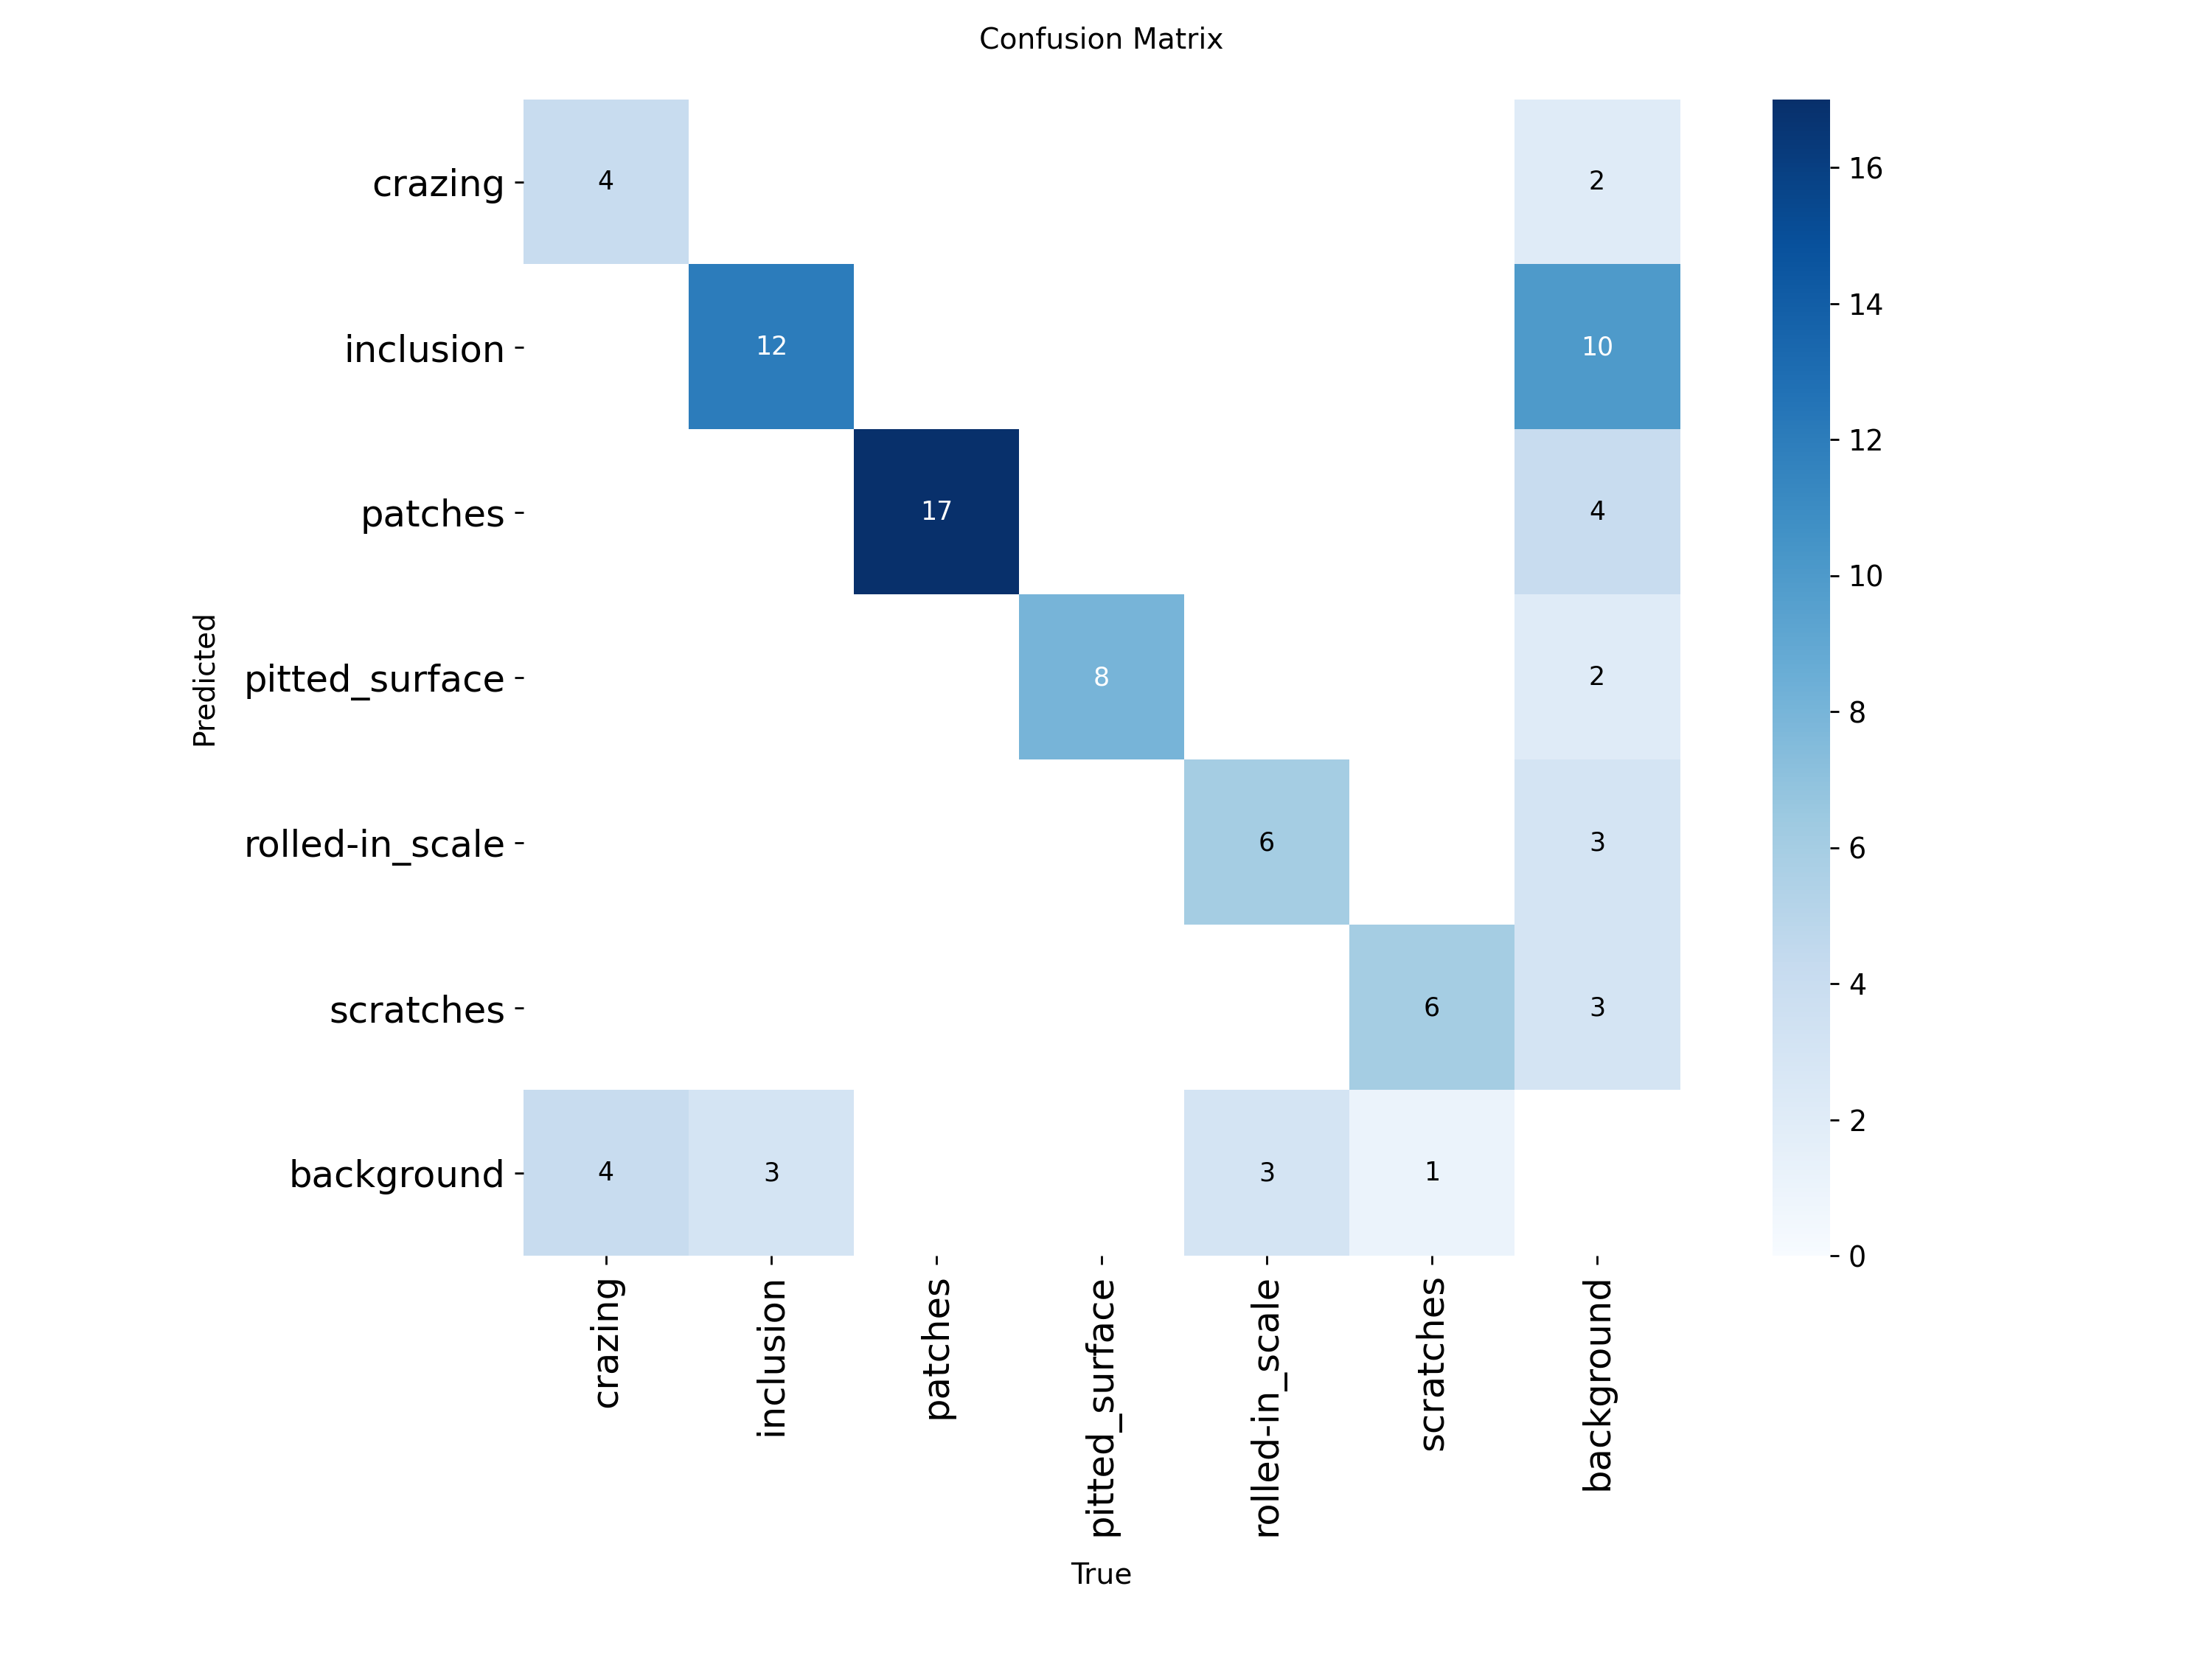 Confusion Matrix
crazing
4
2
inclusion
12
10
patches
17
4
pitted_surface
8
2
rolled-in_scale
6
3
scratches
6
3
background
4
3
3
1
Predicted
crazing
inclusion
patches
pitted_surface
rolled-in_scale
scratches
background
True
16
14
12
10
8
6
4
2
0